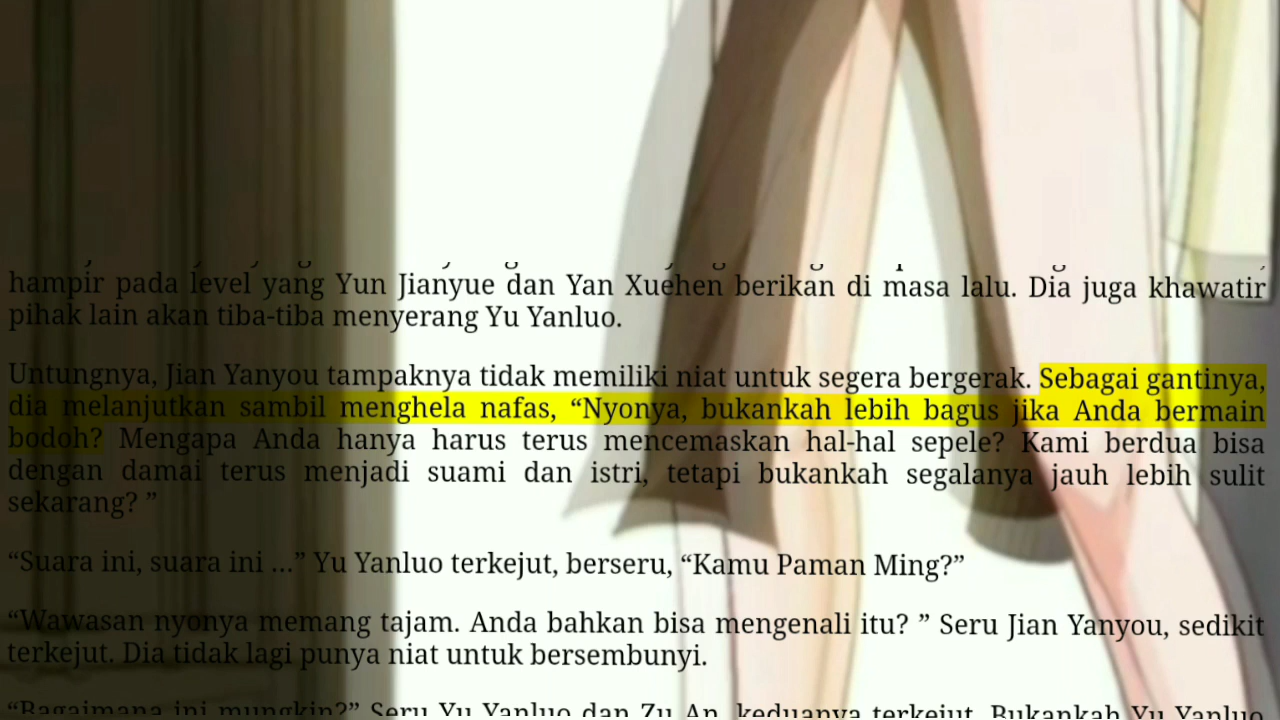 hampir pada level yang Yun Jianyue dan Yan Xuehen berikan di masa lalu. Dia juga khawatir
pihak lain akan tiba-tiba menyerang Yu Yanluo.
Untungnya, Jian Yanyou tampaknya tidak memiliki niat untuk segera bergerak. Sebagai gantinya,
dia melanjutkan sambil menghela nafas, “Nyonya, bukankah lebih bagus jika Anda bermain
bodoh? Mengapa Anda hanya harus terus mencemaskan hal-hal sepele? Kami berdua bisa
dengan damai terus menjadi suami dan istri, tetapi bukankah segalanya jauh lebih sulit
sekarang? ”
“Suara ini, suara ini ...” Yu Yanluo terkejut, berseru, “Kamu Paman Ming?”
“Wawasan nyonya memang tajam. Anda bahkan bisa mengenali itu? ” Seru Jian Yanyou, sedikit
terkejut. Dia tidak lagi punya niat untuk bersembunyi.
“Bagaimana ini mungkin?” Seru Yu Yanluo dan Zu An, keduanya terkejut. Bukankah Yu Yanluo